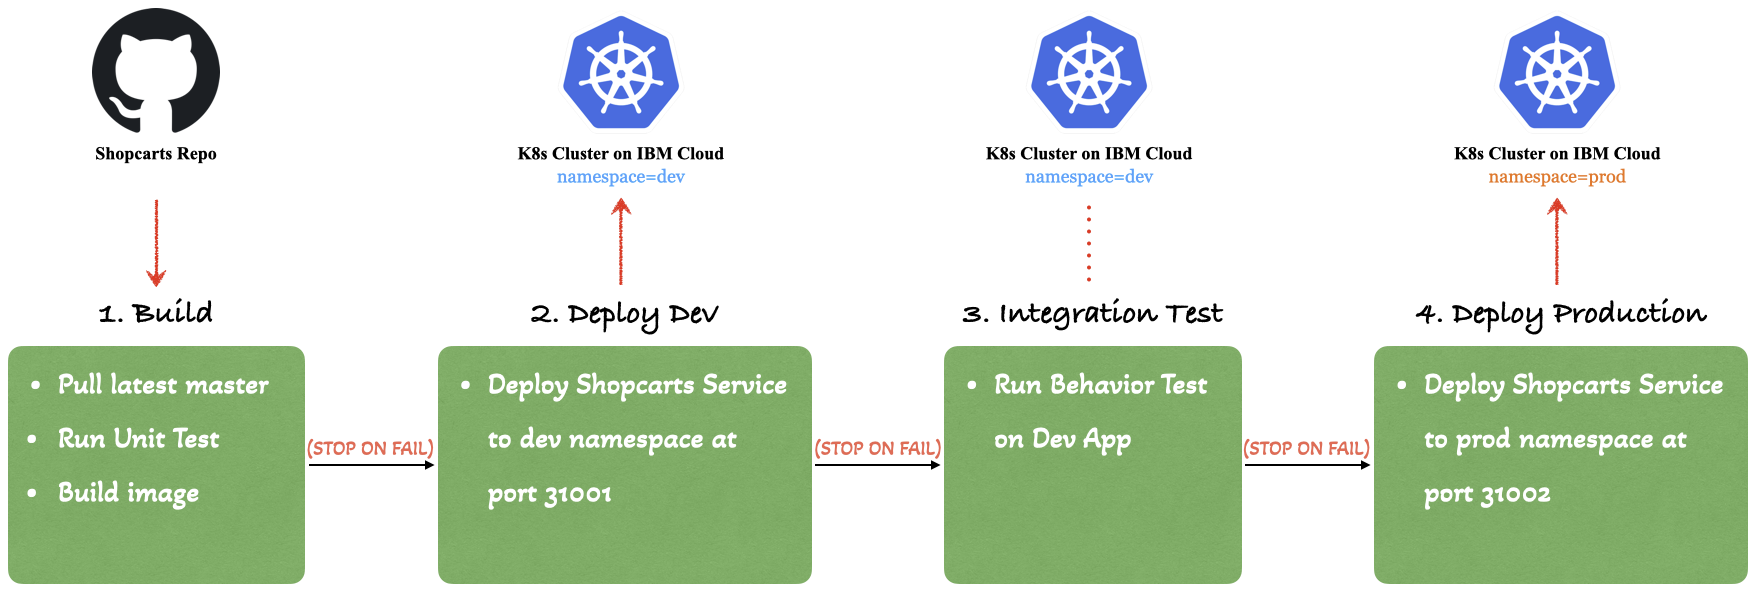 Shopcarts Repo
K8s Cluster on IBM Cloud
namespace=dev
K8s Cluster on IBM Cloud
namespace=dev
K8s Cluster on IBM Cloud
namespace=prod
1. Build
2. Deploy Dev
3. Integration Test
4. Deploy Production
• Pull latest master
• Run Unit Test
• Build image
(STOP ON FAIL)
• Deploy Shopcarts Service
to dev namespace at
port 31001
(STOP ON FAIL)
• Run Behavior Test
on Dev App
(STOP ON FAIL)
• Deploy Shopcarts Service
to prod namespace at
port 31002